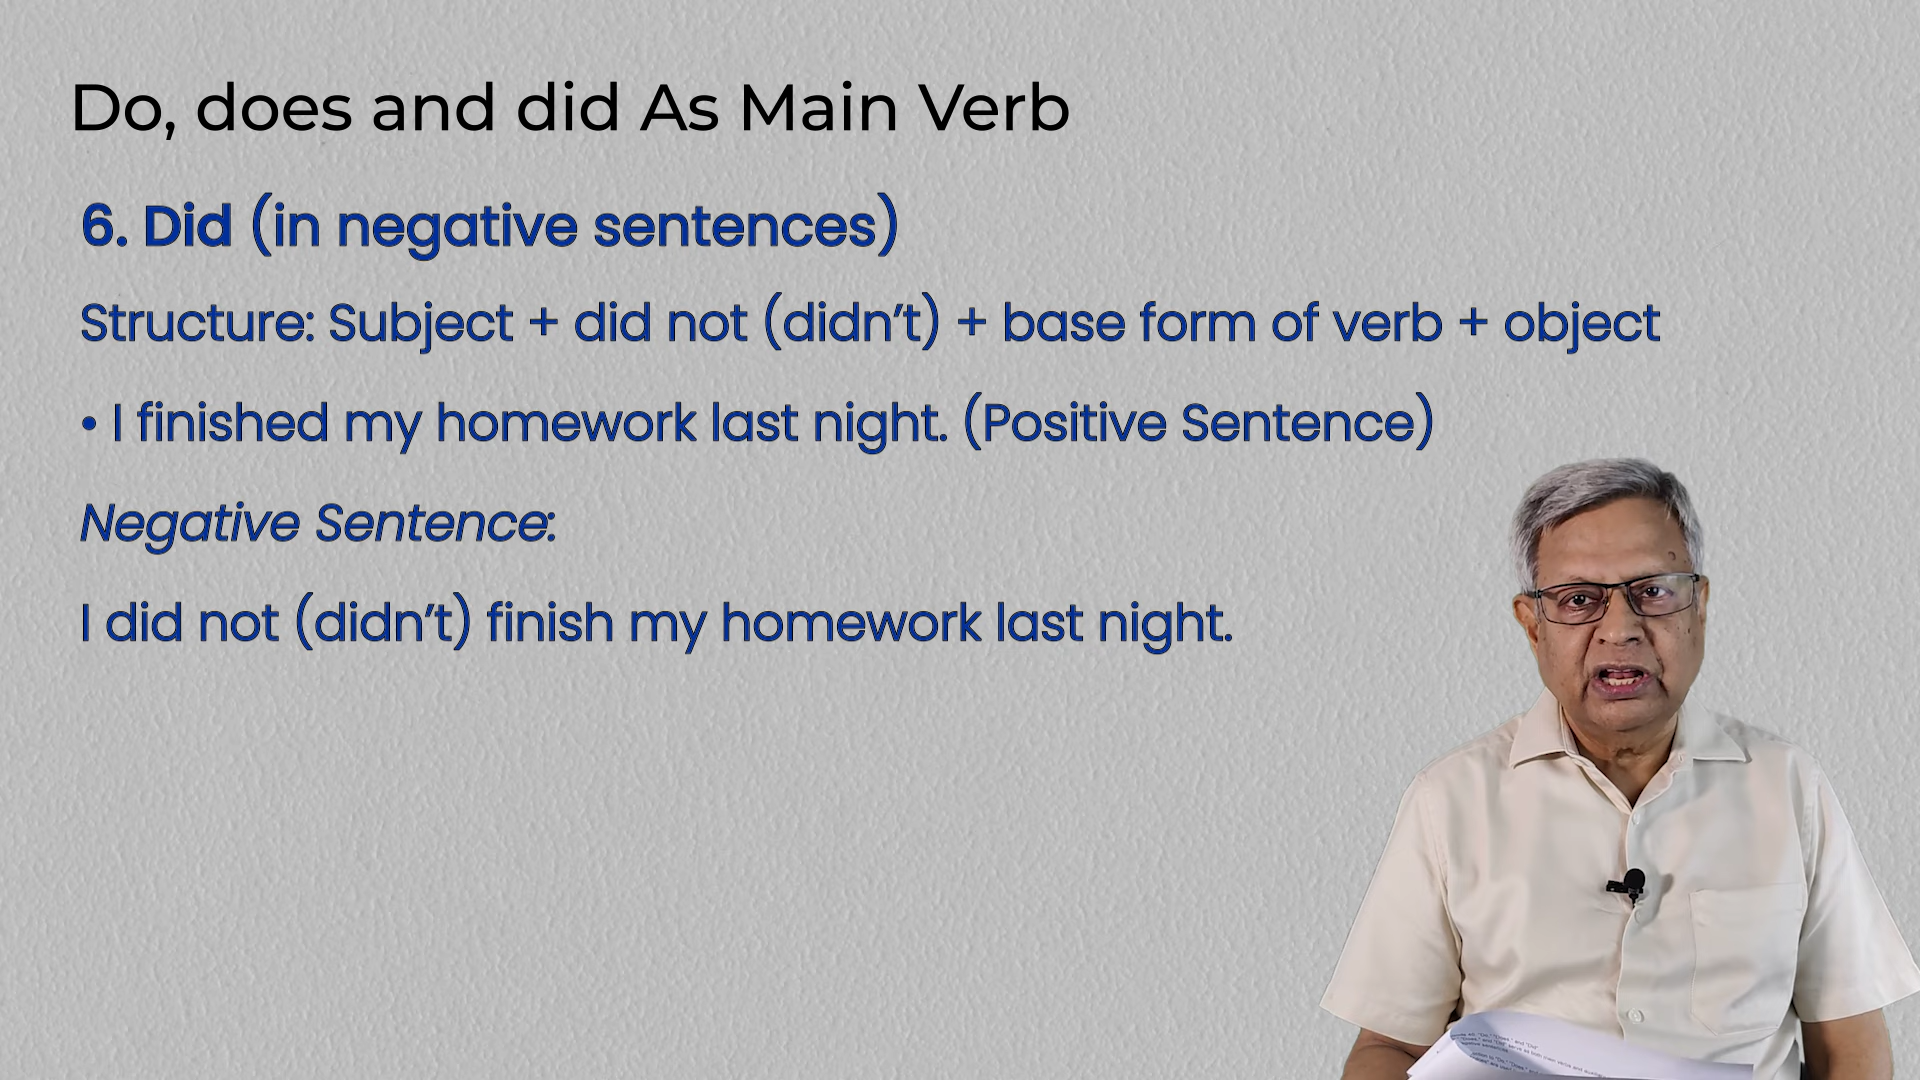 Do, does and did As Main Verb
6. Did (in negative sentences)
Structure: Subject + did not (didn’t) + base form of verb + object
• I finished my homework last night. (Positive Sentence)
Negative Sentence:
I did not (didn’t) finish my homework last night.